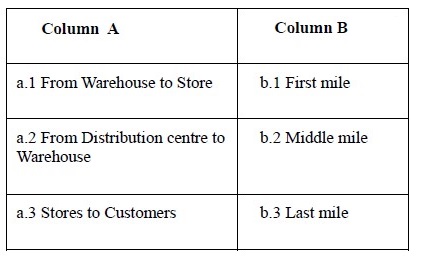 Column A
Column B
a.1 From Warehouse to Store
b.1 First mile
a.2 From Distribution centre to
Warehouse
b.2 Middle mile
a.3 Stores to Customers
b.3 Last mile